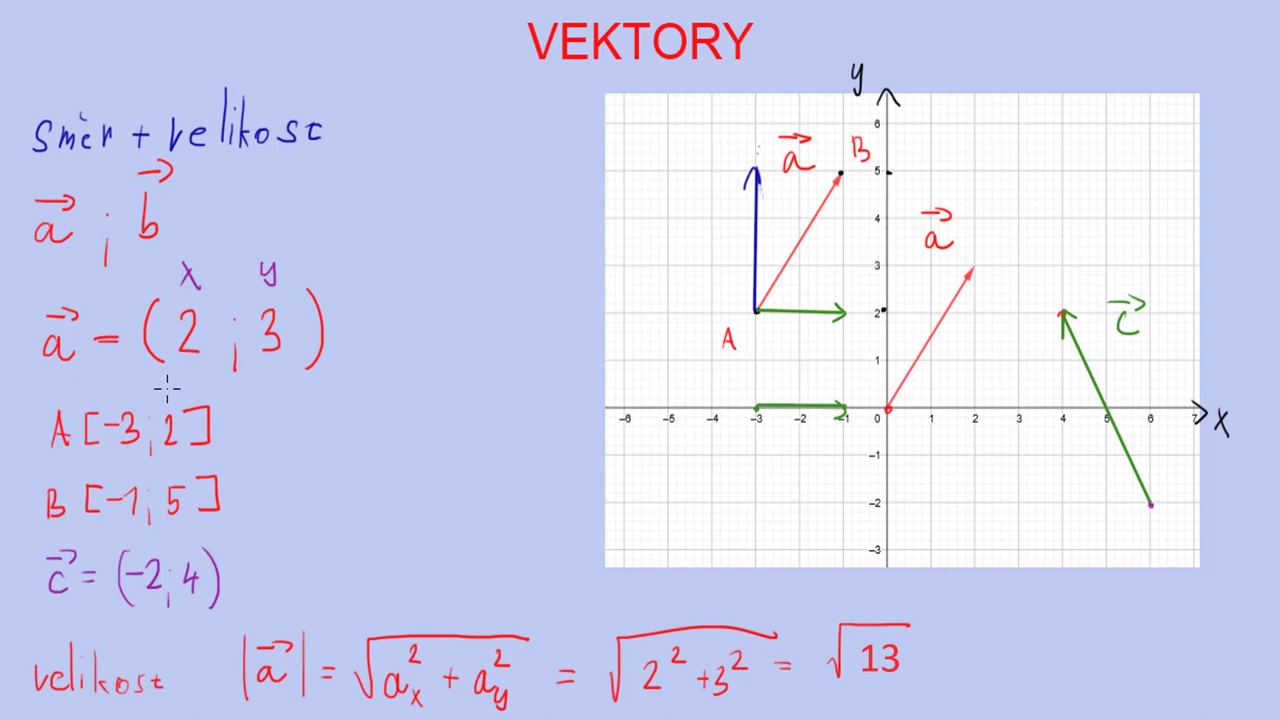 VEKTORY
směr + velikost
a⃗ ; b⃗
x y
a⃗ = (2 ; 3)
A [-3 ; 2]
B [-1 ; 5]
c⃗ = (-2 ; 4)
velikost |a⃗| = √(aₓ² + a_y²) = √(2² + 3²) = √13
y
6
a⃗ B
5
4
a⃗
3
2
c⃗
A
1
-6 -5 -4 -3 -2 -1 0 1 2 3 4 5 6 7 x
-1
-2
-3